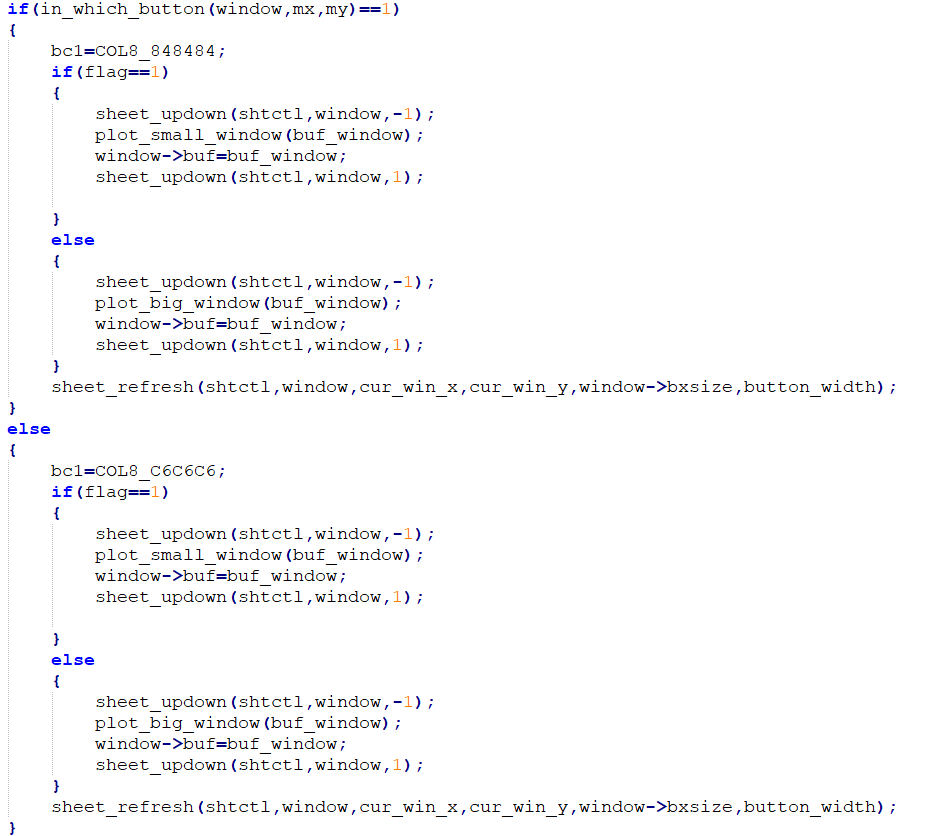 if(in_which_button(window,mx,my)==1)
{
    bc1=COL8_848484;
    if(flag==1)
    {
        sheet_updown(shtctl,window,-1);
        plot_small_window(buf_window);
        window->buf=buf_window;
        sheet_updown(shtctl,window,1);

    }
    else
    {
        sheet_updown(shtctl,window,-1);
        plot_big_window(buf_window);
        window->buf=buf_window;
        sheet_updown(shtctl,window,1);
    }
    sheet_refresh(shtctl,window,cur_win_x,cur_win_y,window->bxsize,button_width);
}
else
{
    bc1=COL8_C6C6C6;
    if(flag==1)
    {
        sheet_updown(shtctl,window,-1);
        plot_small_window(buf_window);
        window->buf=buf_window;
        sheet_updown(shtctl,window,1);

    }
    else
    {
        sheet_updown(shtctl,window,-1);
        plot_big_window(buf_window);
        window->buf=buf_window;
        sheet_updown(shtctl,window,1);
    }
    sheet_refresh(shtctl,window,cur_win_x,cur_win_y,window->bxsize,button_width);
}